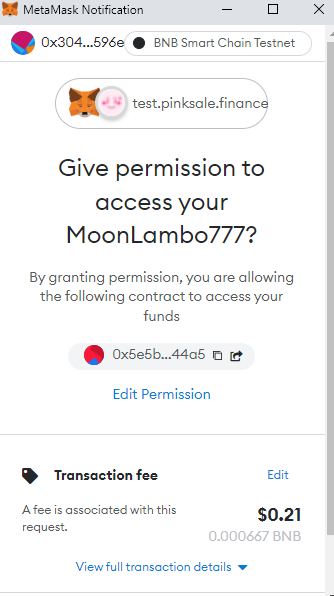 MetaMask Notification
0x304...596e BNB Smart Chain Testnet
test.pinksale.finance
Give permission to
access your
MoonLambo777?
By granting permission, you are allowing
the following contract to access your
funds
0x5e5b...44a5
Edit Permission
Transaction fee Edit
A fee is associated with this
request.
$0.21
0.000667 BNB
View full transaction details